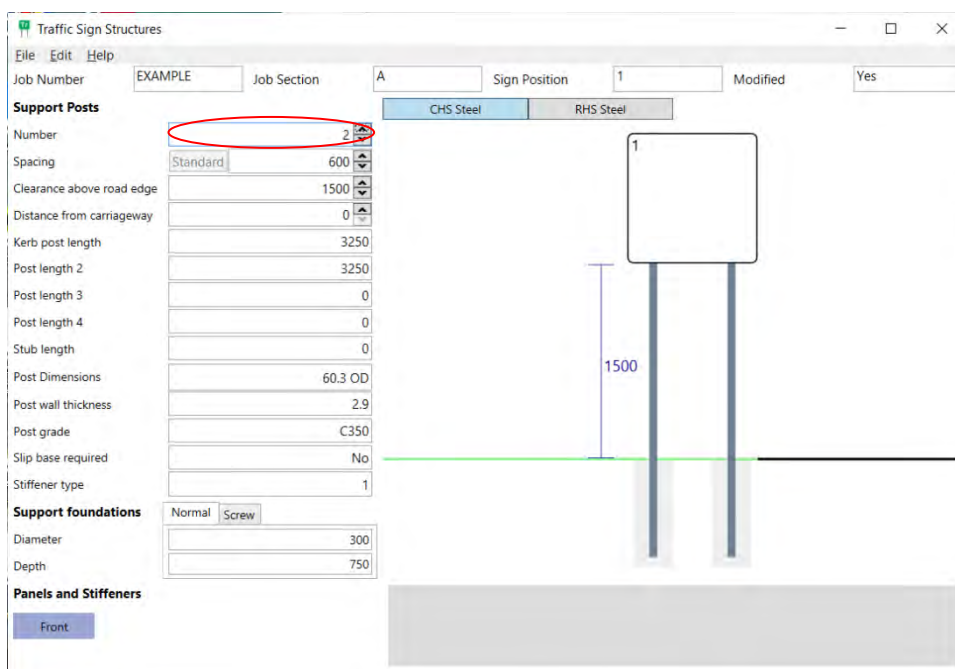 Traffic Sign Structures
File Edit Help
Job Number EXAMPLE Job Section A Sign Position 1 Modified Yes
Support Posts CHS Steel RHS Steel
Number 2
1
Spacing Standard 600
Clearance above road edge 1500
Distance from carriageway 0
Kerb post length 3250
Post length 2 3250
Post length 3 0
Post length 4 0
Stub length 0
1500
Post Dimensions 60.3 OD
Post wall thickness 2.9
Post grade C350
Slip base required No
Stiffener type 1
Support foundations Normal Screw
Diameter 300
Depth 750
Panels and Stiffeners
Front